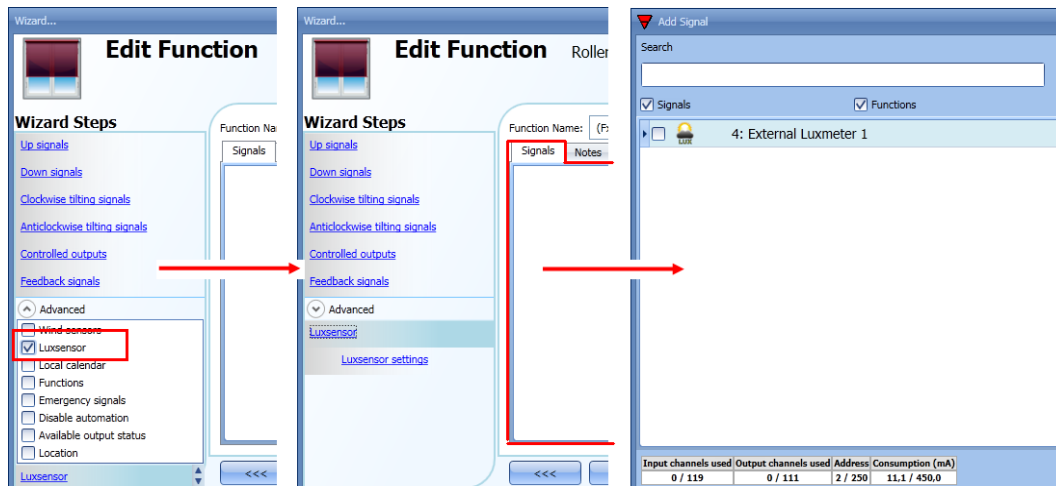 Wizard...
Edit Function
Wizard Steps
Up signals
Down signals
Clockwise tilting signals
Anticlockwise tilting signals
Controlled outputs
Feedback signals
Advanced
Wind sensors
Luxsensor
Local calendar
Functions
Emergency signals
Disable automation
Available output status
Location
Luxsensor
Function Na
Signals
<<<
Wizard...
Edit Function Roller
Wizard Steps
Up signals
Down signals
Clockwise tilting signals
Anticlockwise tilting signals
Controlled outputs
Feedback signals
Advanced
Luxsensor
Luxsensor settings
Function Name: (Fx
Signals Notes
<<<
Add Signal
Search
Signals Functions
LUX 4: External Luxmeter 1
Input channels used Output channels used Address Consumption (mA)
0 / 119 0 / 111 2 / 250 11,1 / 450,0